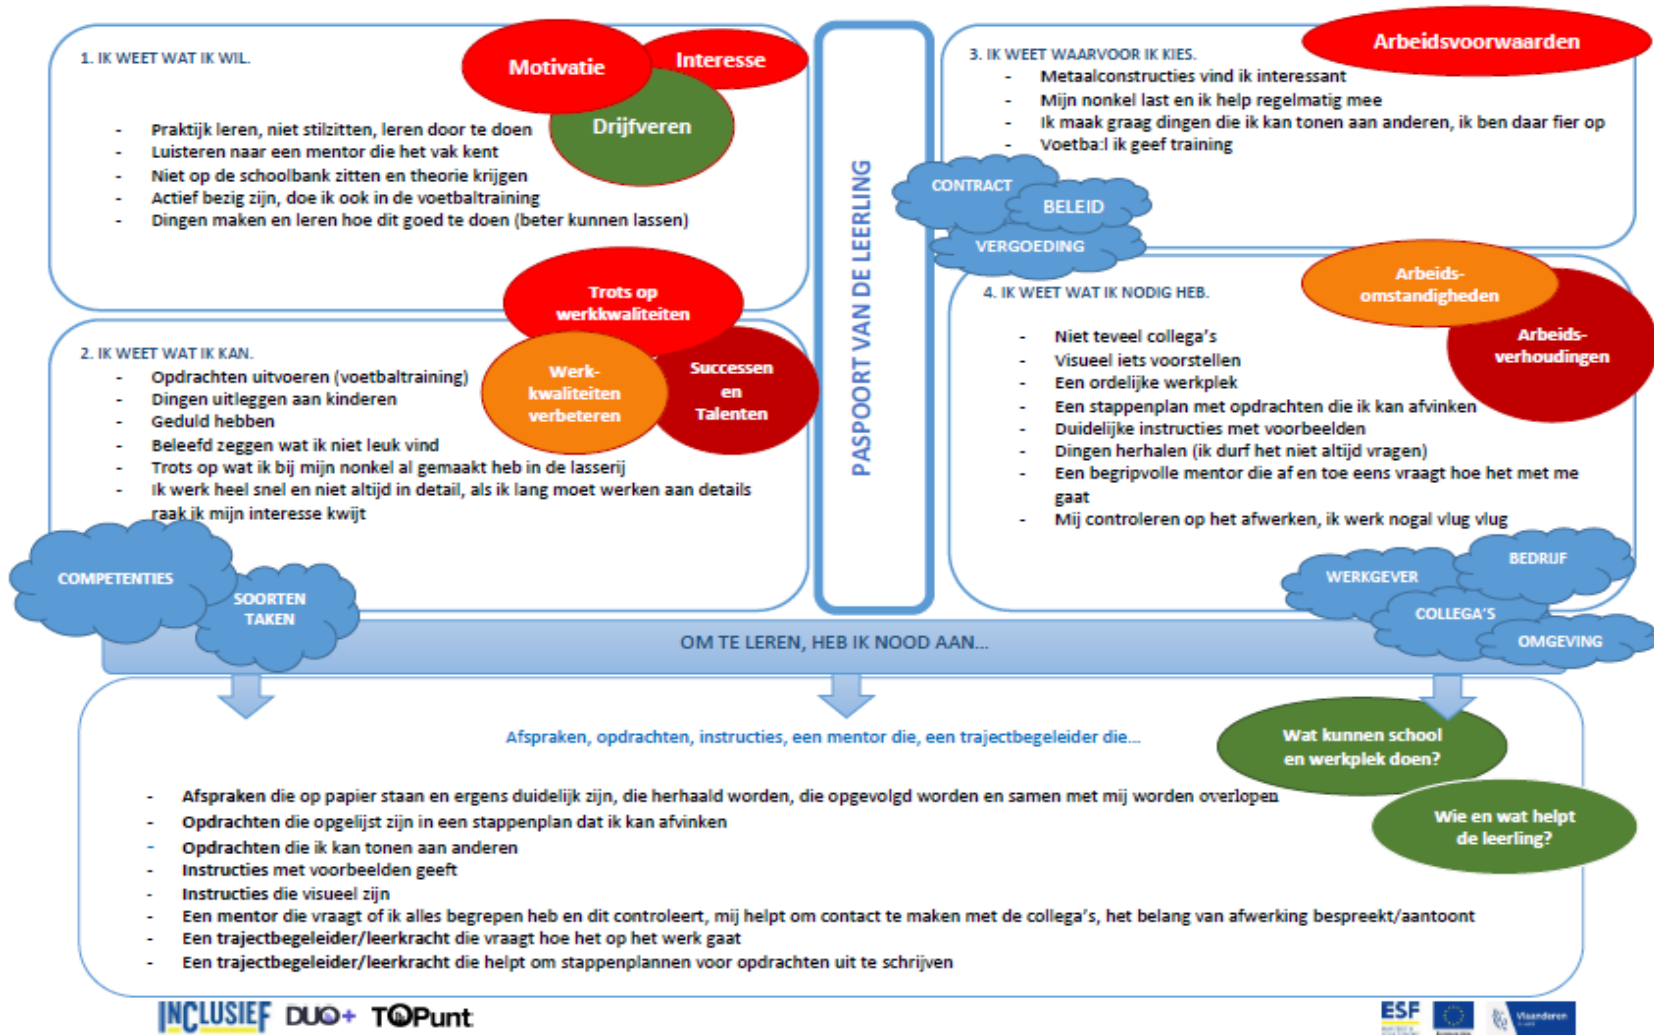 1. IK WEET WAT IK WIL.
Motivatie
Interesse
Drijfveren
- Praktijk leren, niet stilzitten, leren door te doen
- Luisteren naar een mentor die het vak kent
- Niet op de schoolbank zitten en theorie krijgen
- Actief bezig zijn, doe ik ook in de voetbaltraining
- Dingen maken en leren hoe dit goed te doen (beter kunnen lassen)
Trots op
werkkwaliteiten
2. IK WEET WAT IK KAN.
Werk-
kwaliteiten
verbeteren
Successen
en
Talenten
- Opdrachten uitvoeren (voetbaltraining)
- Dingen uitleggen aan kinderen
- Geduld hebben
- Beleefd zeggen wat ik niet leuk vind
- Trots op wat ik bij mijn nonkel al gemaakt heb in de lasserij
- Ik werk heel snel en niet altijd in detail, als ik lang moet werken aan details
raak ik mijn interesse kwijt
COMPETENTIES
SOORTEN
TAKEN
PASPOORT VAN DE LEERLING
3. IK WEET WAARVOOR IK KIES.
Arbeidsvoorwaarden
- Metaalconstructies vind ik interessant
- Mijn nonkel last en ik help regelmatig mee
- Ik maak graag dingen die ik kan tonen aan anderen, ik ben daar fier op
- Voetba:l ik geef training
CONTRACT
BELEID
VERGOEDING
4. IK WEET WAT IK NODIG HEB.
Arbeids-
omstandigheden
Arbeids-
verhoudingen
- Niet teveel collega's
- Visueel iets voorstellen
- Een ordelijke werkplek
- Een stappenplan met opdrachten die ik kan afvinken
- Duidelijke instructies met voorbeelden
- Dingen herhalen (ik durf het niet altijd vragen)
- Een begripvolle mentor die af en toe eens vraagt hoe het met me
gaat
- Mij controleren op het afwerken, ik werk nogal vlug vlug
WERKGEVER
BEDRIJF
COLLEGA'S
OMGEVING
OM TE LEREN, HEB IK NOOD AAN...
Afspraken, opdrachten, instructies, een mentor die, een trajectbegeleider die...
Wat kunnen school
en werkplek doen?
Wie en wat helpt
de leerling?
- Afspraken die op papier staan en ergens duidelijk zijn, die herhaald worden, die opgevolgd worden en samen met mij worden overlopen
- Opdrachten die opgelijst zijn in een stappenplan dat ik kan afvinken
- Opdrachten die ik kan tonen aan anderen
- Instructies met voorbeelden geeft
- Instructies die visueel zijn
- Een mentor die vraagt of ik alles begrepen heb en dit controleert, mij helpt om contact te maken met de collega's, het belang van afwerking bespreekt/aantoont
- Een trajectbegeleider/leerkracht die vraagt hoe het op het werk gaat
- Een trajectbegeleider/leerkracht die helpt om stappenplannen voor opdrachten uit te schrijven
INCLUSIEF DUO+ TOPunt
ESF
Vlaanderen